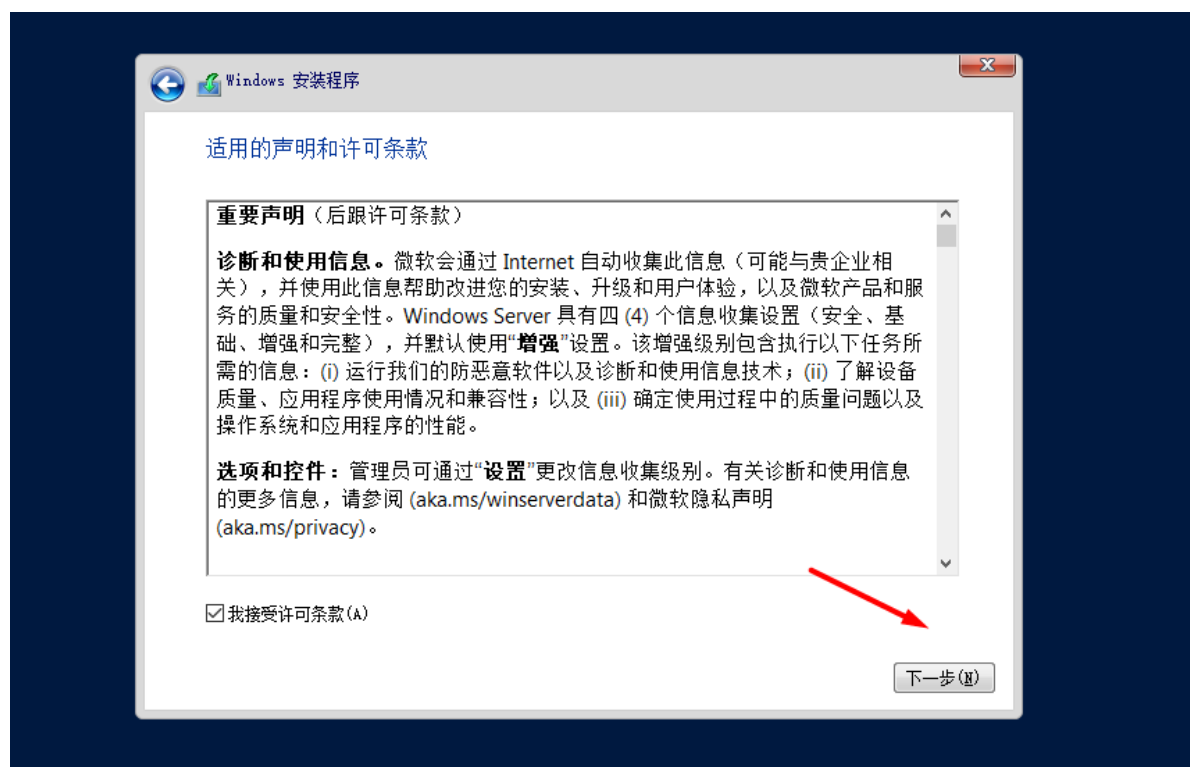 Windows 安装程序
适用的声明和许可条款
重要声明（后跟许可条款）
诊断和使用信息。微软会通过 Internet 自动收集此信息（可能与贵企业相
关），并使用此信息帮助改进您的安装、升级和用户体验，以及微软产品和服
务的质量和安全性。Windows Server 具有四 (4) 个信息收集设置（安全、基
础、增强和完整），并默认使用“增强”设置。该增强级别包含执行以下任务所
需的信息：(i) 运行我们的防恶意软件以及诊断和使用信息技术；(ii) 了解设备
质量、应用程序使用情况和兼容性；以及 (iii) 确定使用过程中的质量问题以及
操作系统和应用程序的性能。
选项和控件：管理员可通过“设置”更改信息收集级别。有关诊断和使用信息
的更多信息，请参阅 (aka.ms/winserverdata) 和微软隐私声明
(aka.ms/privacy)。
我接受许可条款(A)
下一步(N)